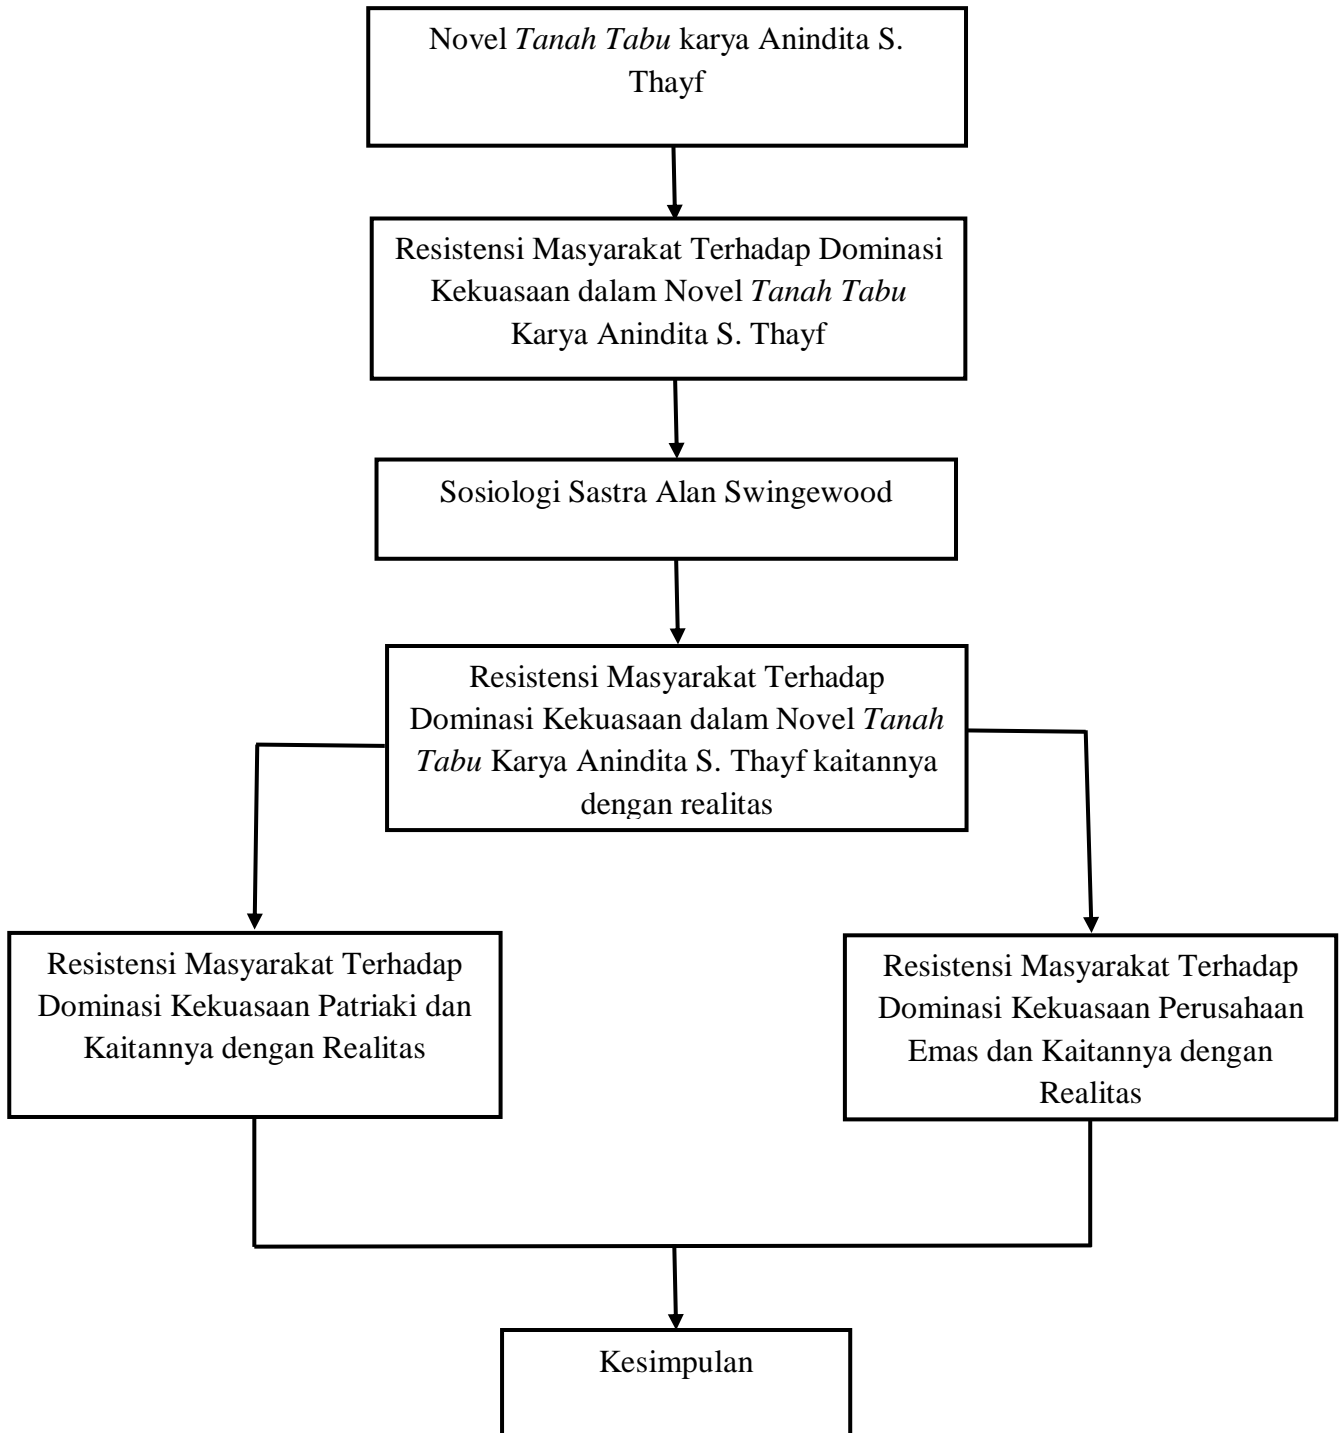 Novel Tanah Tabu karya Anindita S.
Thayf
Resistensi Masyarakat Terhadap Dominasi
Kekuasaan dalam Novel Tanah Tabu
Karya Anindita S. Thayf
Sosiologi Sastra Alan Swingewood
Resistensi Masyarakat Terhadap
Dominasi Kekuasaan dalam Novel Tanah
Tabu Karya Anindita S. Thayf kaitannya
dengan realitas
Resistensi Masyarakat Terhadap
Dominasi Kekuasaan Patriaki dan
Kaitannya dengan Realitas
Resistensi Masyarakat Terhadap
Dominasi Kekuasaan Perusahaan
Emas dan Kaitannya dengan
Realitas
Kesimpulan